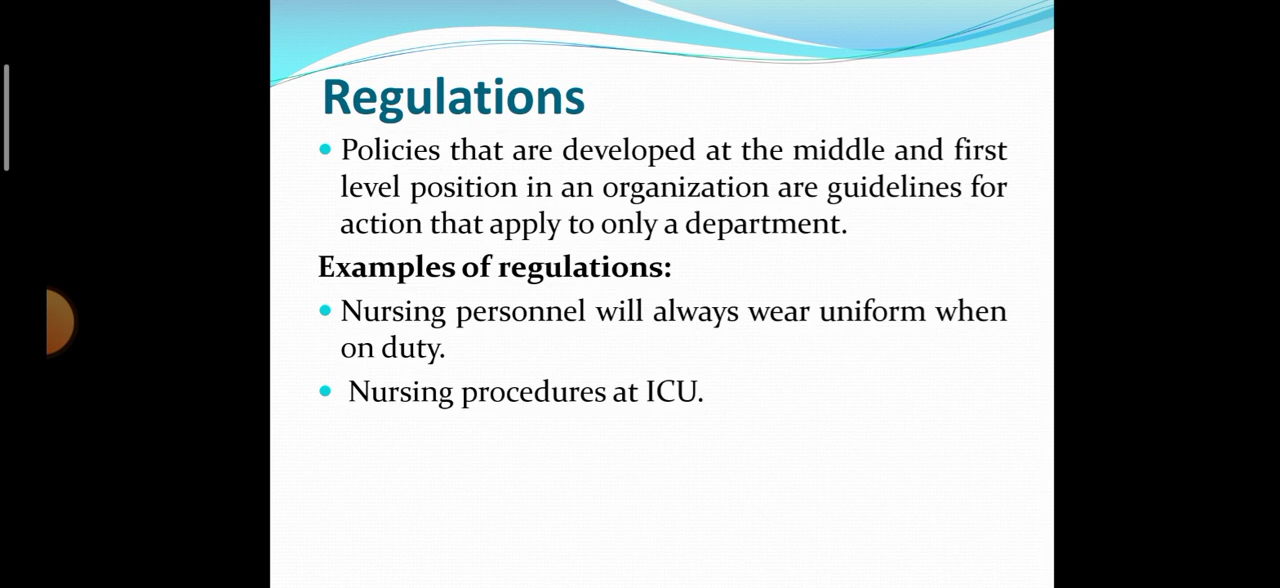 Regulations
Policies that are developed at the middle and first
level position in an organization are guidelines for
action that apply to only a department.
Examples of regulations:
Nursing personnel will always wear uniform when
on duty.
Nursing procedures at ICU.